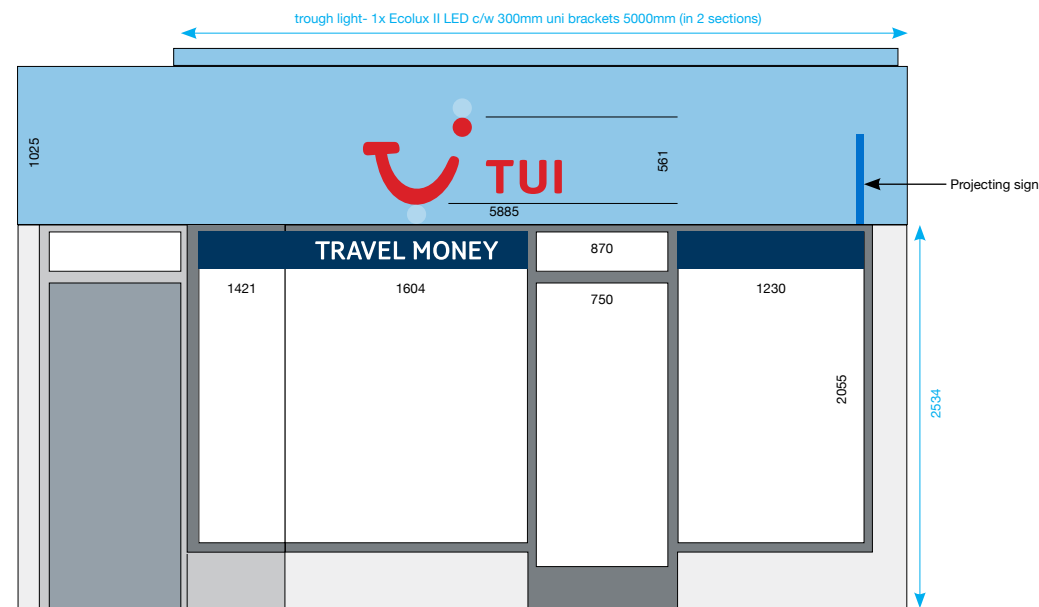 trough light- 1x Ecolux II LED c/w 300mm uni brackets 5000mm (in 2 sections)
1025
TUI
561
5885
Projecting sign
TRAVEL MONEY
870
1421
1604
750
1230
2055
2534